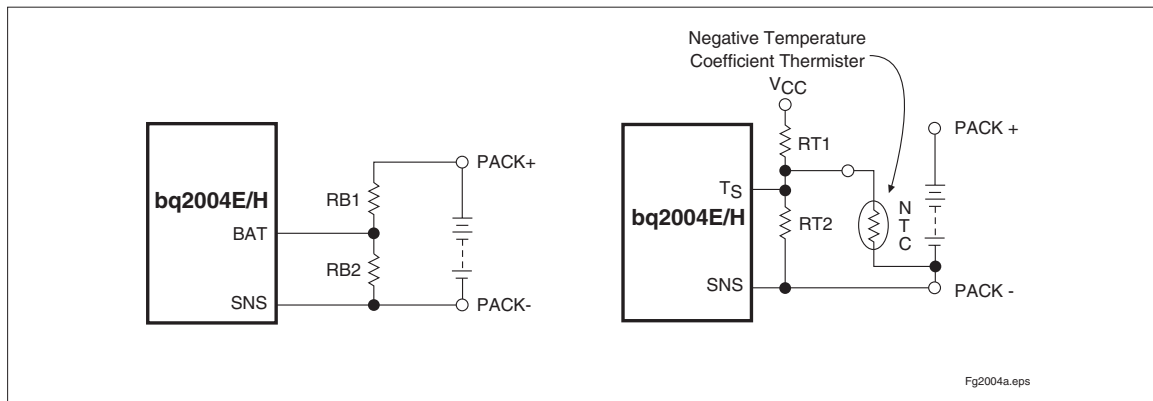 bq2004E/H
BAT
SNS
RB1
RB2
PACK+
PACK-
Negative Temperature
Coefficient Thermister
VCC
bq2004E/H
TS
SNS
RT1
RT2
N
T
C
PACK +
PACK -
Fg2004a.eps